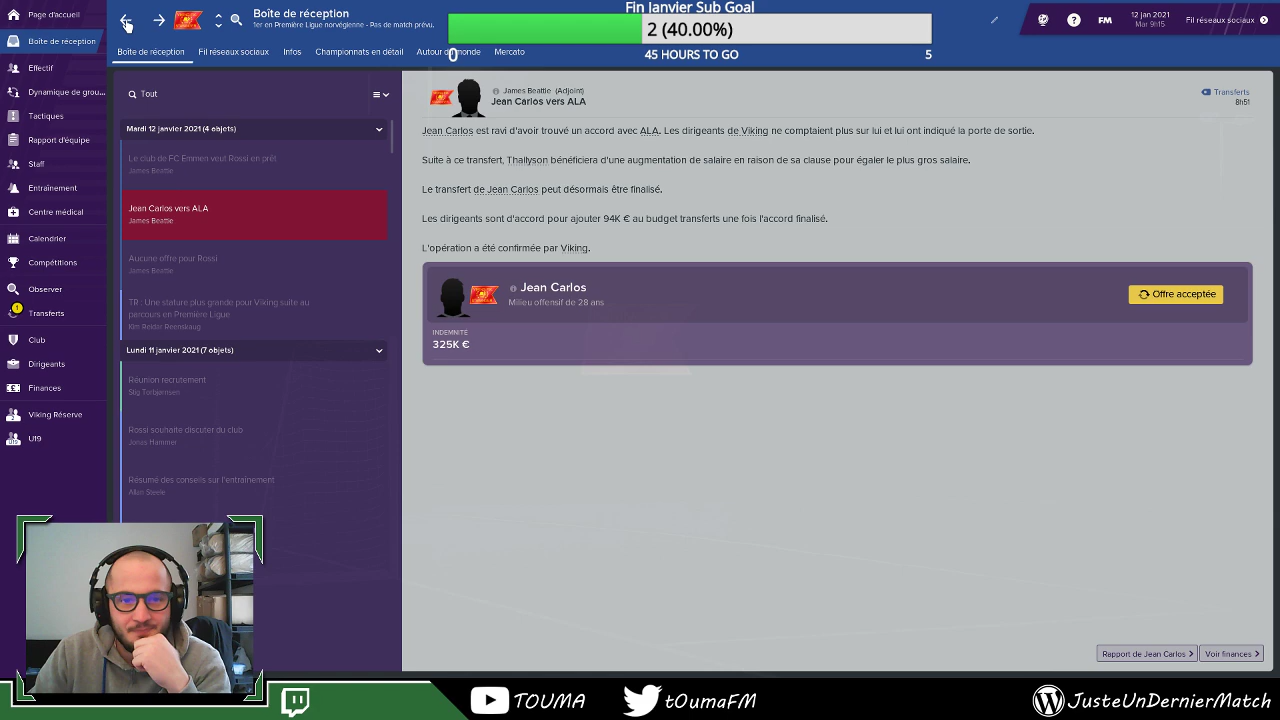 Fin Janvier Sub Goal
2 (40.00%)
0
45 HOURS TO GO
5
Boîte de réception
1er en Première Ligue norvégienne - Pas de match prévu.
FM
12 jan 2021
Mar 9h15
Fil réseaux sociaux
Boîte de réception
Fil réseaux sociaux
Infos
Championnats en détail
Autour du monde
Mercato
Page d'accueil
Boîte de réception
Effectif
Dynamique de grou...
Tactiques
Rapport d'équipe
Staff
Entraînement
Centre médical
Calendrier
Compétitions
Observer
1
Transferts
Club
Dirigeants
Finances
Viking Réserve
U19
Tout
Mardi 12 janvier 2021 (4 objets)
Le club de FC Emmen veut Rossi en prêt
James Beattie
Jean Carlos vers ALA
James Beattie
Aucune offre pour Rossi
James Beattie
TR : Une stature plus grande pour Viking suite au
parcours en Première Ligue
Kim Reidar Reenskaug
Lundi 11 janvier 2021 (7 objets)
Réunion recrutement
Stig Torbjørnsen
Rossi souhaite discuter du club
Jonas Hammer
Résumé des conseils sur l'entraînement
Allan Steele
James Beattie (Adjoint)
Jean Carlos vers ALA
Transferts
8h51
Jean Carlos est ravi d'avoir trouvé un accord avec ALA. Les dirigeants de Viking ne comptaient plus sur lui et lui ont indiqué la porte de sortie.
Suite à ce transfert, Thallyson bénéficiera d'une augmentation de salaire en raison de sa clause pour égaler le plus gros salaire.
Le transfert de Jean Carlos peut désormais être finalisé.
Les dirigeants sont d'accord pour ajouter 94K € au budget transferts une fois l'accord finalisé.
L'opération a été confirmée par Viking.
Jean Carlos
Milieu offensif de 28 ans
Offre acceptée
INDEMNITÉ
325K €
Rapport de Jean Carlos
Voir finances
TOUMA
tOumaFM
JusteUnDernierMatch